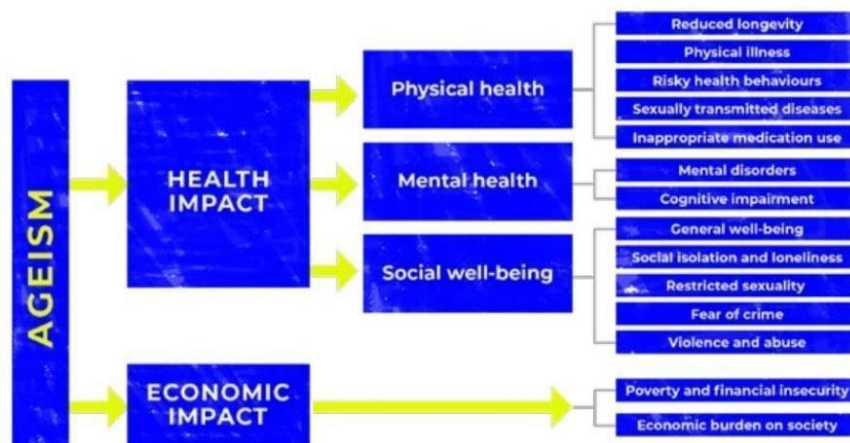 AGEISM
HEALTH
IMPACT
Physical health
Reduced longevity
Physical illness
Risky health behaviours
Sexually transmitted diseases
Inappropriate medication use
Mental health
Mental disorders
Cognitive impairment
Social well-being
General well-being
Social isolation and loneliness
Restricted sexuality
Fear of crime
Violence and abuse
ECONOMIC
IMPACT
Poverty and financial insecurity
Economic burden on society